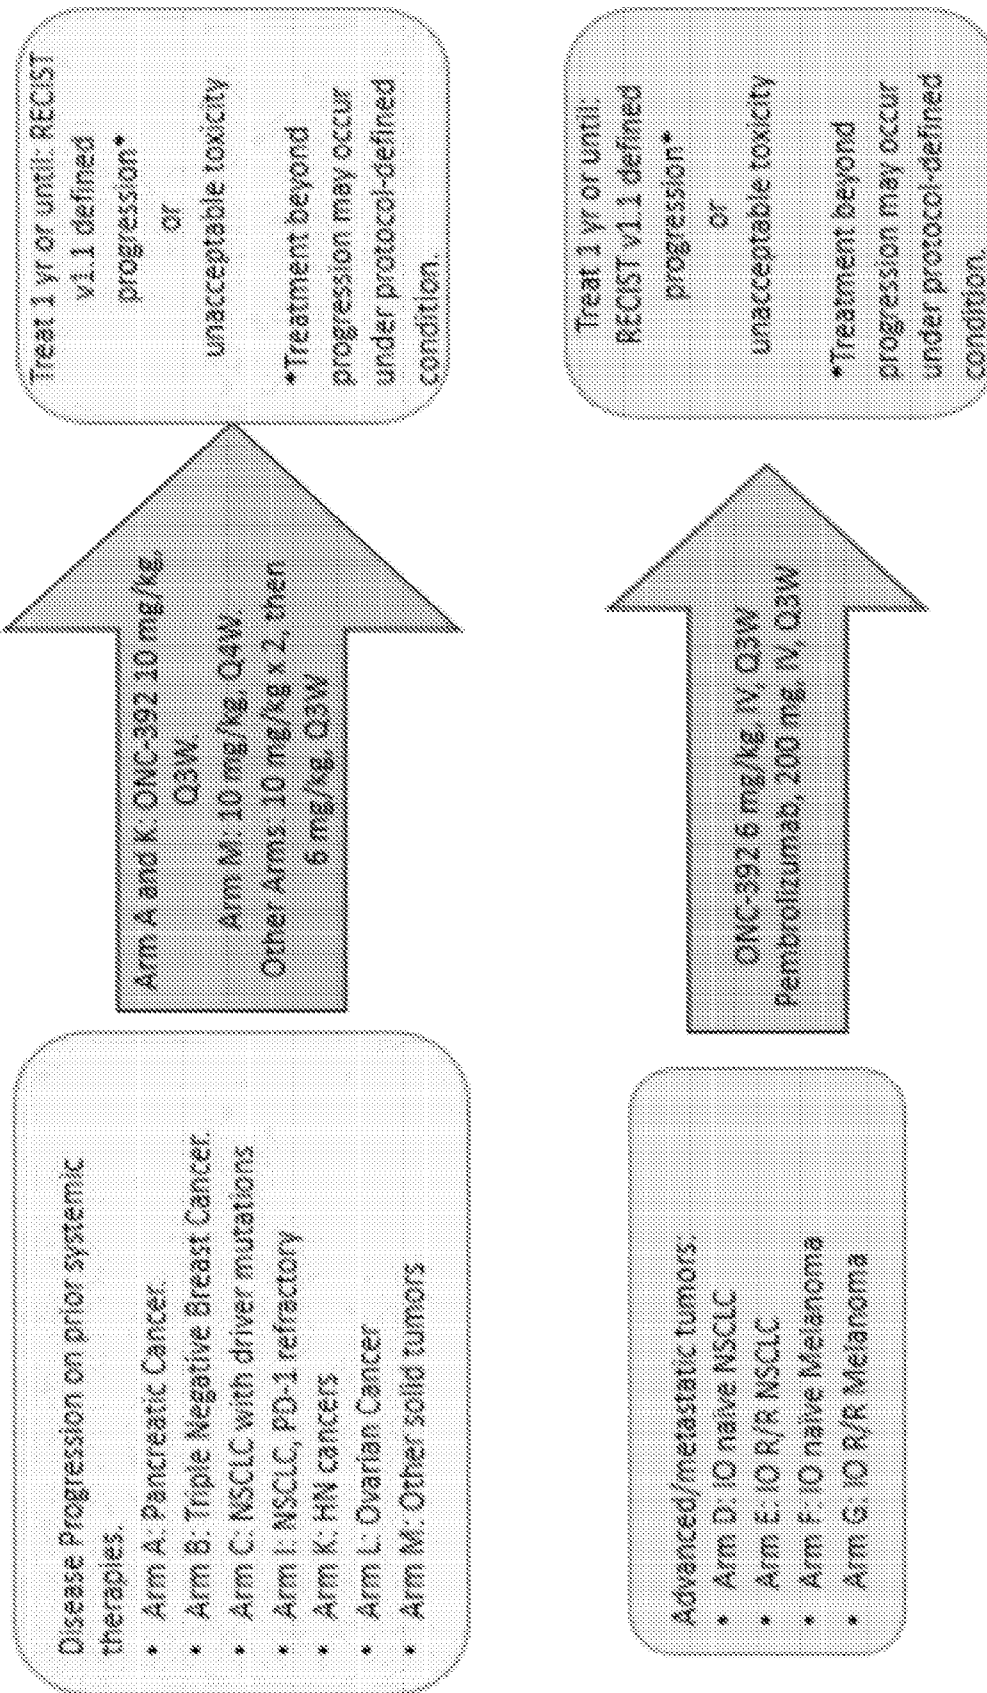 Disease Progression on prior systemic
therapies.
• Arm A: Pancreatic Cancer.
• Arm B: Triple Negative Breast Cancer.
• Arm C: NSCLC with driver mutations
• Arm I: NSCLC, PD-1 refractory
• Arm K: HN cancers
• Arm L: Ovarian Cancer
• Arm M: Other solid tumors
Arm A and K: ONC-392 10 mg/kg,
Q3W.
Arm M: 10 mg/kg, Q4W.
Other Arms: 10 mg/kg x 2, then
6 mg/kg, Q3W
Treat 1 yr or until: RECIST
v1.1 defined
progression*
or
unacceptable toxicity
*Treatment beyond
progression may occur
under protocol-defined
condition.
Advanced/metastatic tumors:
• Arm D: IO naive NSCLC
• Arm E: IO R/R NSCLC
• Arm F: IO naive Melanoma
• Arm G: IO R/R Melanoma
ONC-392 6 mg/kg, IV, Q3W
Pembrolizumab, 200 mg, IV, Q3W
Treat 1 yr or until:
RECIST v1.1 defined
progression*
or
unacceptable toxicity
*Treatment beyond
progression may occur
under protocol-defined
condition.